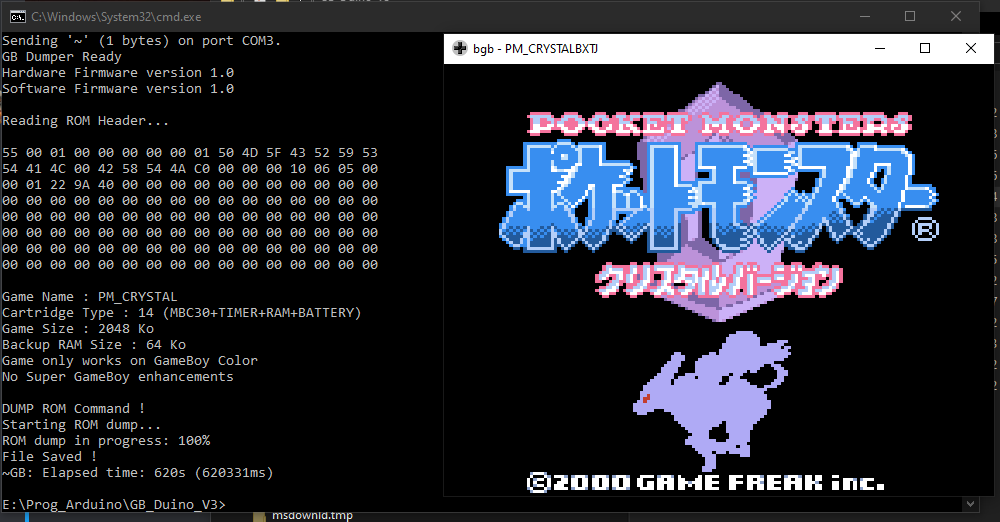 C:\Windows\System32\cmd.exe
Sending '~' (1 bytes) on port COM3.
GB Dumper Ready
Hardware Firmware version 1.0
Software Firmware version 1.0
Reading ROM Header...
55 00 01 00 00 00 00 00 01 50 4D 5F 43 52 59 53
54 41 4C 00 42 58 54 4A C0 00 00 00 10 06 05 00
00 01 22 9A 40 00 00 00 00 00 00 00 00 00 00 00
00 00 00 00 00 00 00 00 00 00 00 00 00 00 00 00
00 00 00 00 00 00 00 00 00 00 00 00 00 00 00 00
00 00 00 00 00 00 00 00 00 00 00 00 00 00 00 00
00 00 00 00 00 00 00 00 00 00 00 00 00 00 00 00
00 00 00 00 00 00 00 00 00 00 00 00 00 00 00 00
Game Name : PM_CRYSTAL
Cartridge Type : 14 (MBC30+TIMER+RAM+BATTERY)
Game Size : 2048 Ko
Backup RAM Size : 64 Ko
Game only works on GameBoy Color
No Super GameBoy enhancements
DUMP ROM Command !
Starting ROM dump...
ROM dump in progress: 100%
File Saved !
~GB: Elapsed time: 620s (620331ms)
E:\Prog_Arduino\GB_Duino_V3>
bgb - PM_CRYSTALBXTJ
POCKET MONSTERS
ポケットモンスター
®
クリスタルバージョン
©2000 GAME FREAK inc.
msdownld.tmp